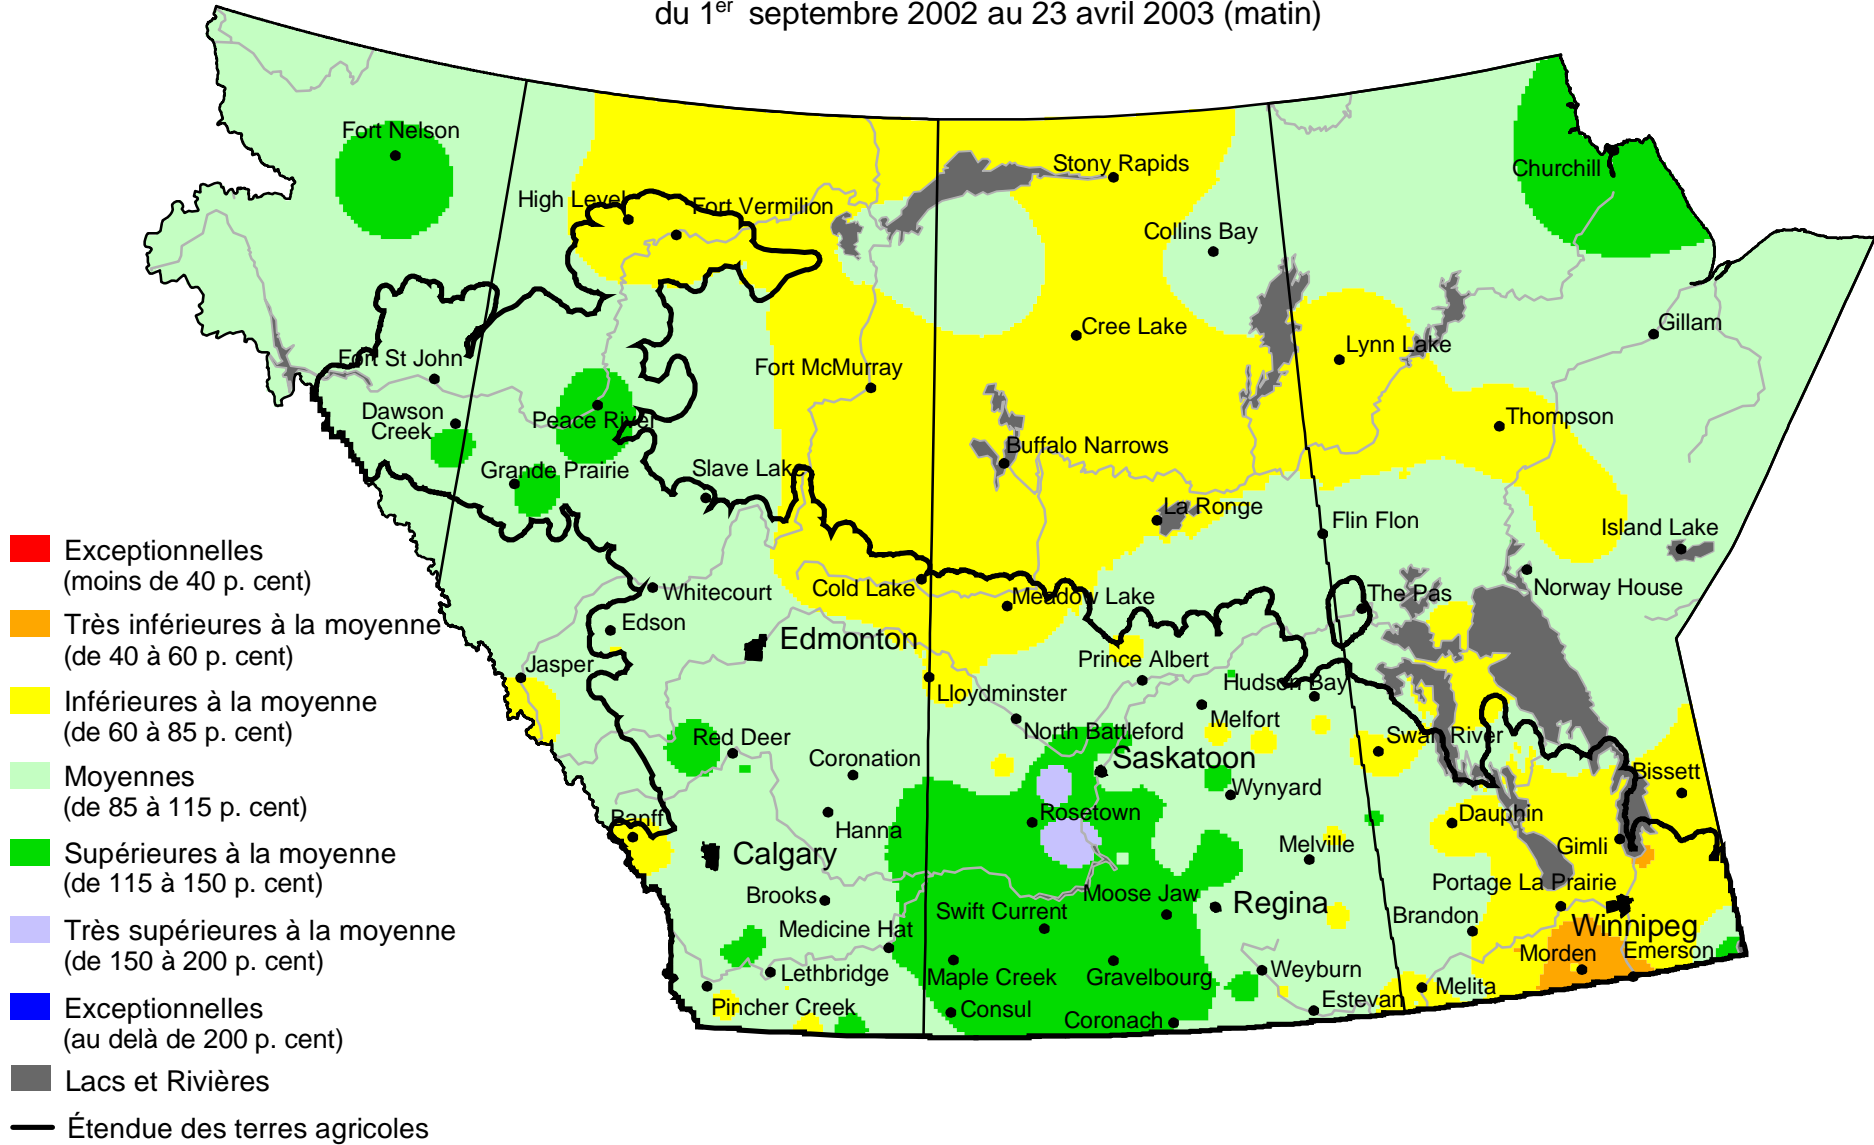 du 1er septembre 2002 au 23 avril 2003 (matin)
Fort Nelson
Churchill
Stony Rapids
High Level
Fort Vermilion
Collins Bay
Gillam
Cree Lake
Lynn Lake
Fort St John
Fort McMurray
Dawson
Creek
Peace River
Thompson
Buffalo Narrows
Grande Prairie
Slave Lake
La Ronge
Flin Flon
Island Lake
Whitecourt
Cold Lake
Meadow Lake
The Pas
Norway House
Edson
Edmonton
Jasper
Prince Albert
Hudson Bay
Lloydminster
Melfort
North Battleford
Red Deer
Swan River
Coronation
Saskatoon
Bissett
Wynyard
Rosetown
Dauphin
Banff
Hanna
Melville
Gimli
Calgary
Portage La Prairie
Brooks
Moose Jaw
Regina
Swift Current
Brandon
Winnipeg
Medicine Hat
Morden
Emerson
Lethbridge
Maple Creek
Gravelbourg
Weyburn
Melita
Pincher Creek
Consul
Coronach
Estevan
Exceptionnelles
(moins de 40 p. cent)
Très inférieures à la moyenne
(de 40 à 60 p. cent)
Inférieures à la moyenne
(de 60 à 85 p. cent)
Moyennes
(de 85 à 115 p. cent)
Supérieures à la moyenne
(de 115 à 150 p. cent)
Très supérieures à la moyenne
(de 150 à 200 p. cent)
Exceptionnelles
(au delà de 200 p. cent)
Lacs et Rivières
Étendue des terres agricoles